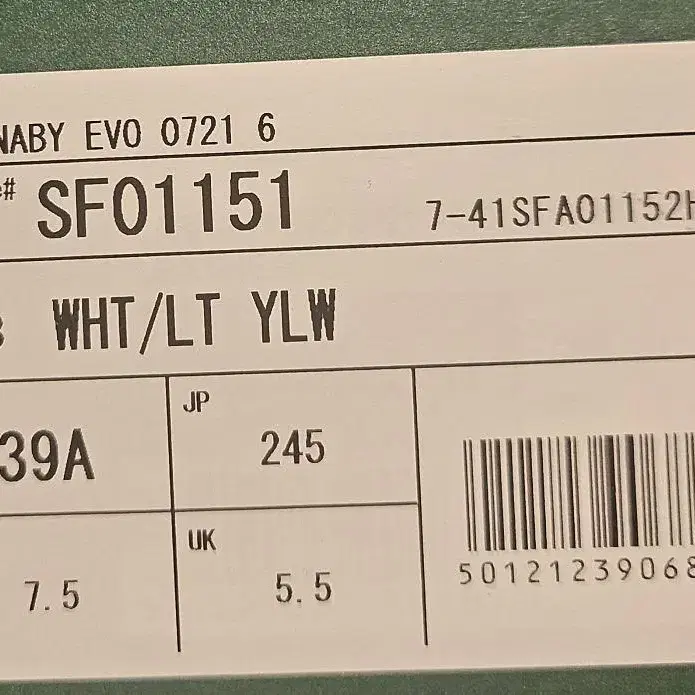 NABY EVO 0721 6
# SF01151 7-41SFA01152H
WHT/LT YLW
39A JP 245
7.5 UK 5.5
50121239068